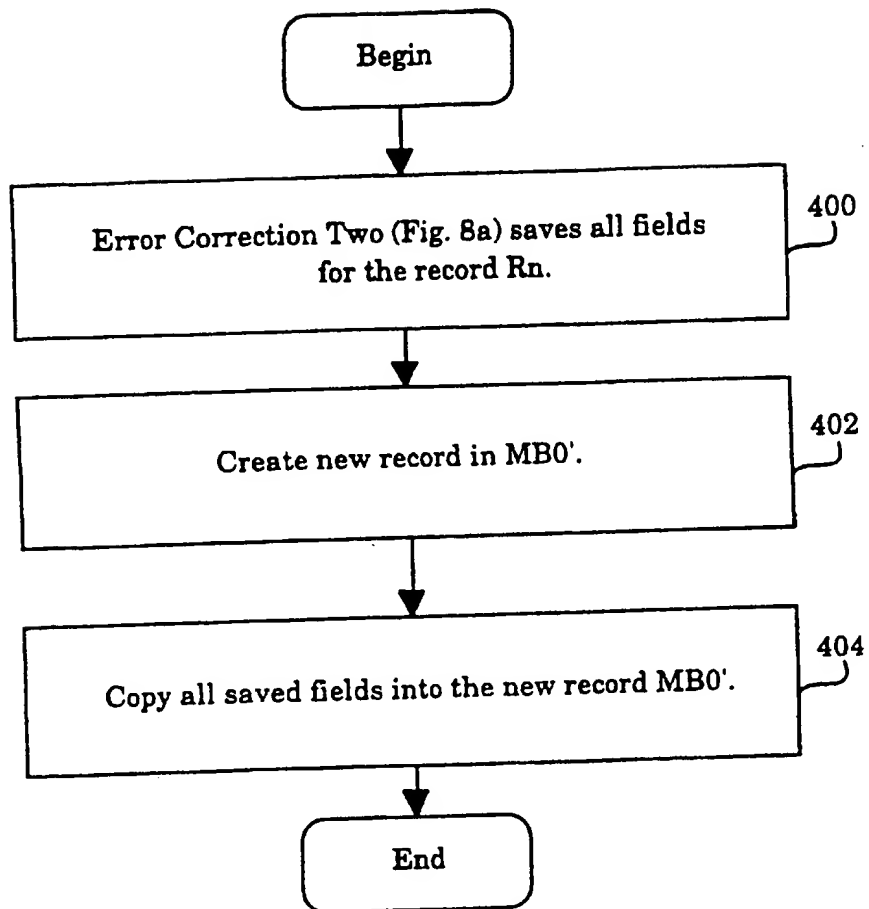 Begin
Error Correction Two (Fig. 8a) saves all fields
for the record Rn.
400
Create new record in MB0'.
402
Copy all saved fields into the new record MB0'.
404
End